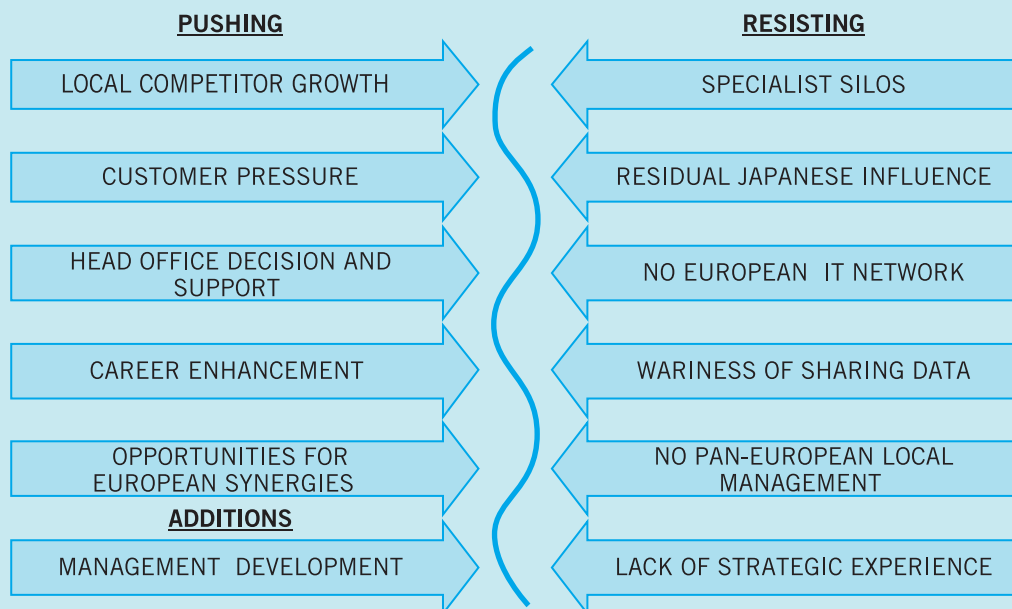 PUSHING
LOCAL COMPETITOR GROWTH
CUSTOMER PRESSURE
HEAD OFFICE DECISION AND
SUPPORT
CAREER ENHANCEMENT
OPPORTUNITIES FOR
EUROPEAN SYNERGIES
ADDITIONS
MANAGEMENT DEVELOPMENT
RESISTING
SPECIALIST SILOS
RESIDUAL JAPANESE INFLUENCE
NO EUROPEAN IT NETWORK
WARINESS OF SHARING DATA
NO PAN-EUROPEAN LOCAL
MANAGEMENT
LACK OF STRATEGIC EXPERIENCE